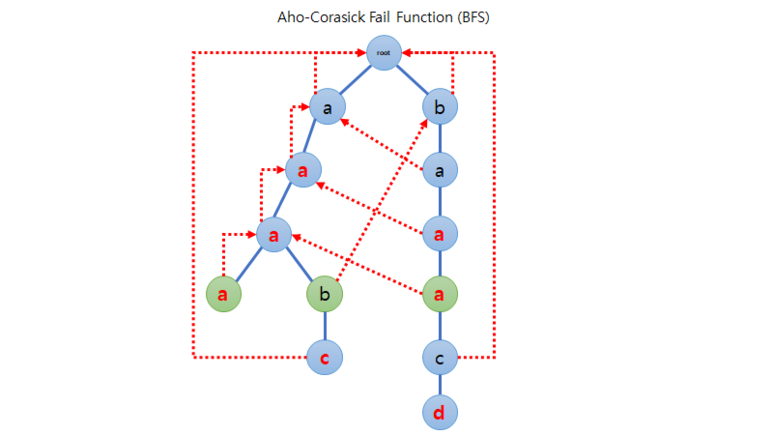 Aho-Corasick Fail Function (BFS)
root
a b
a a
a a
a b a
c c
d